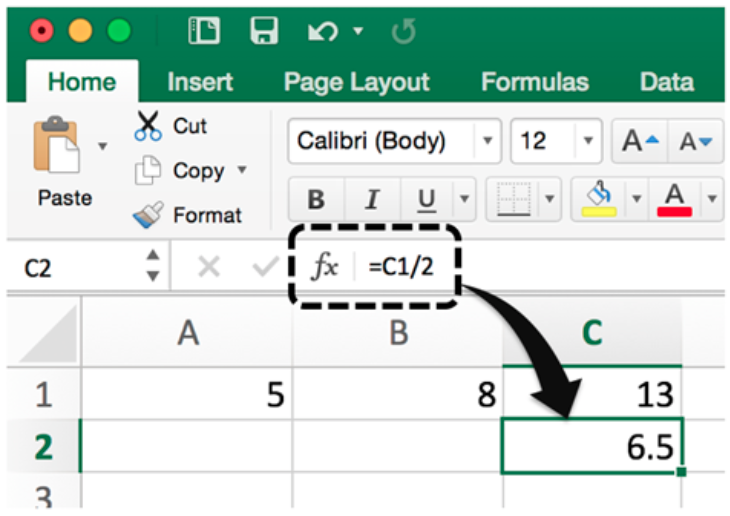 Home Insert Page Layout Formulas Data
Cut
Calibri (Body) 12 A A
Copy
Paste
B I U A
Format
C2 fx =C1/2
A B C
1 5 8 13
2 6.5
3